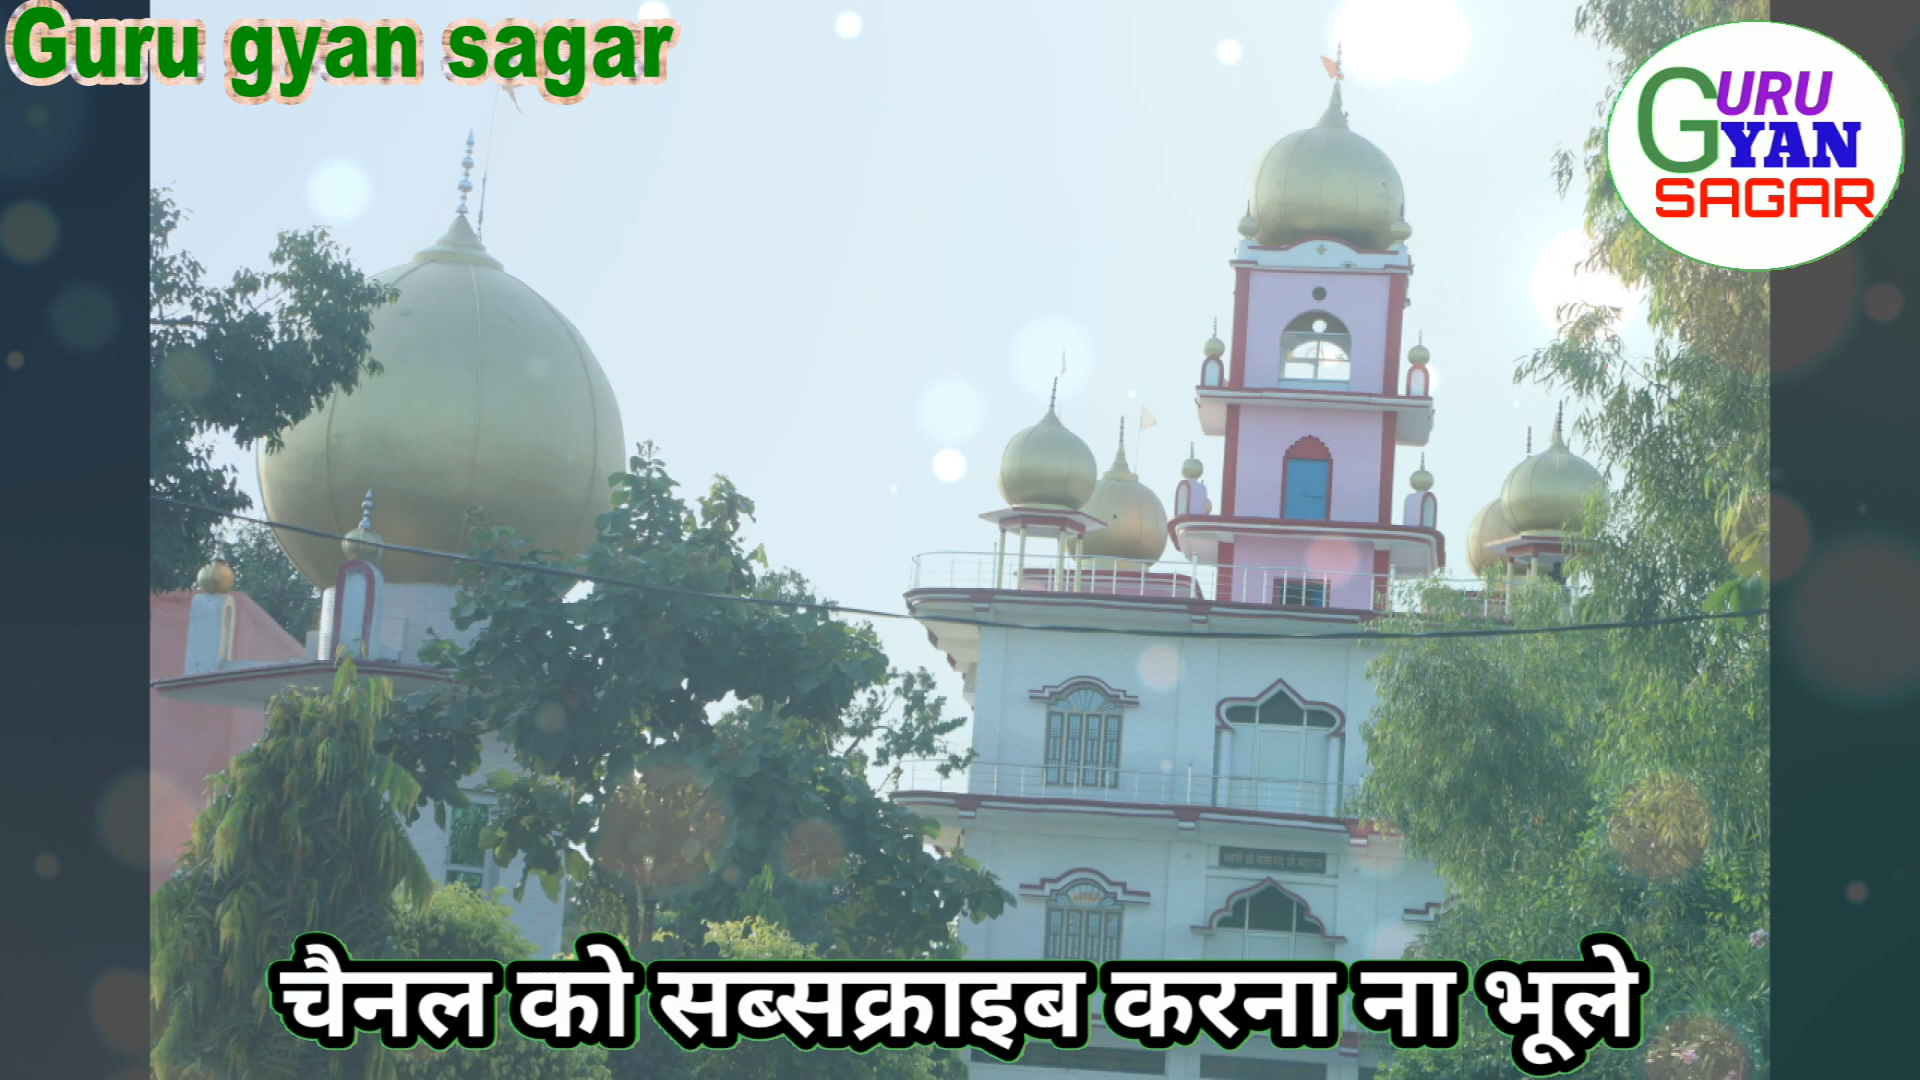 Guru gyan sagar
GURU
GYAN
SAGAR
चैनल को सब्सक्राइब करना ना भूले